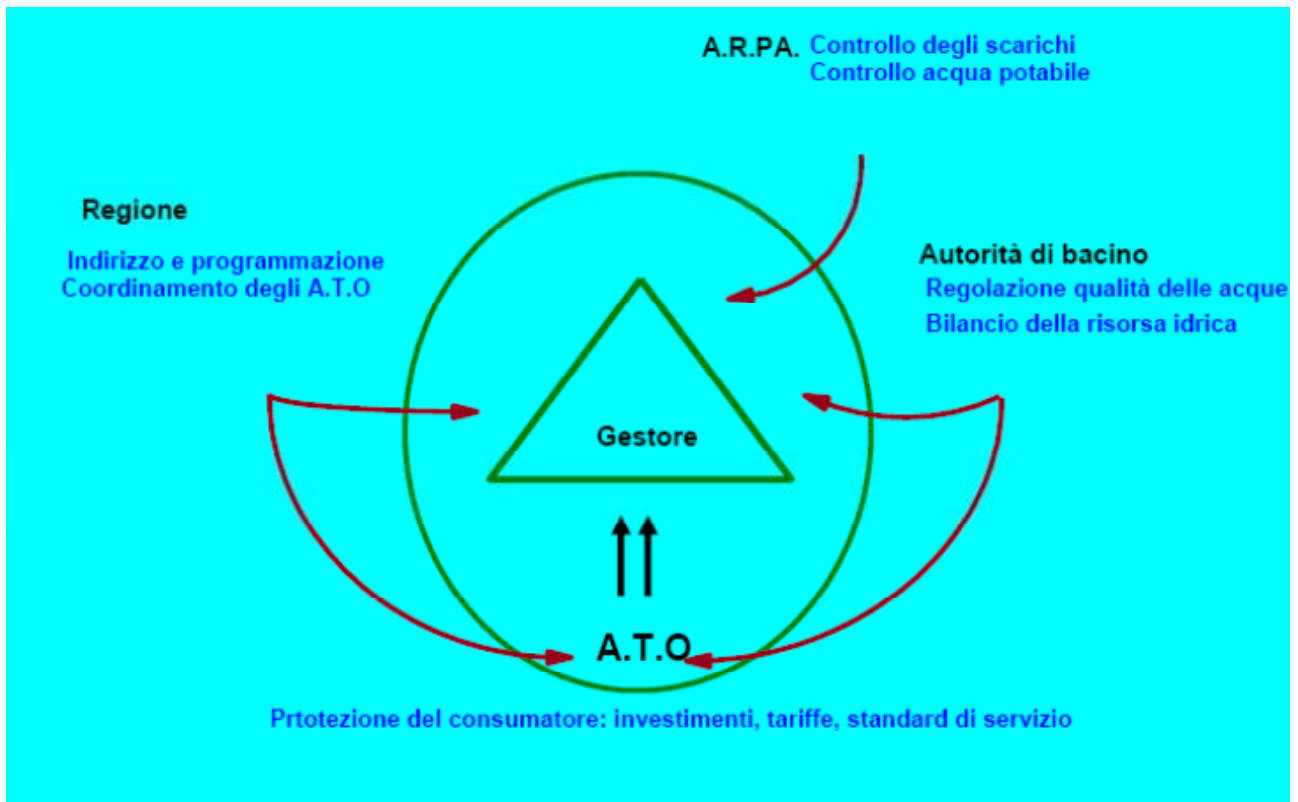 A.R.PA. Controllo degli scarichi
Controllo acqua potabile
Regione
Indirizzo e programmazione
Coordinamento degli A.T.O
Autorità di bacino
Regolazione qualità delle acque
Bilancio della risorsa idrica
Gestore
A.T.O
Prtotezione del consumatore: investimenti, tariffe, standard di servizio